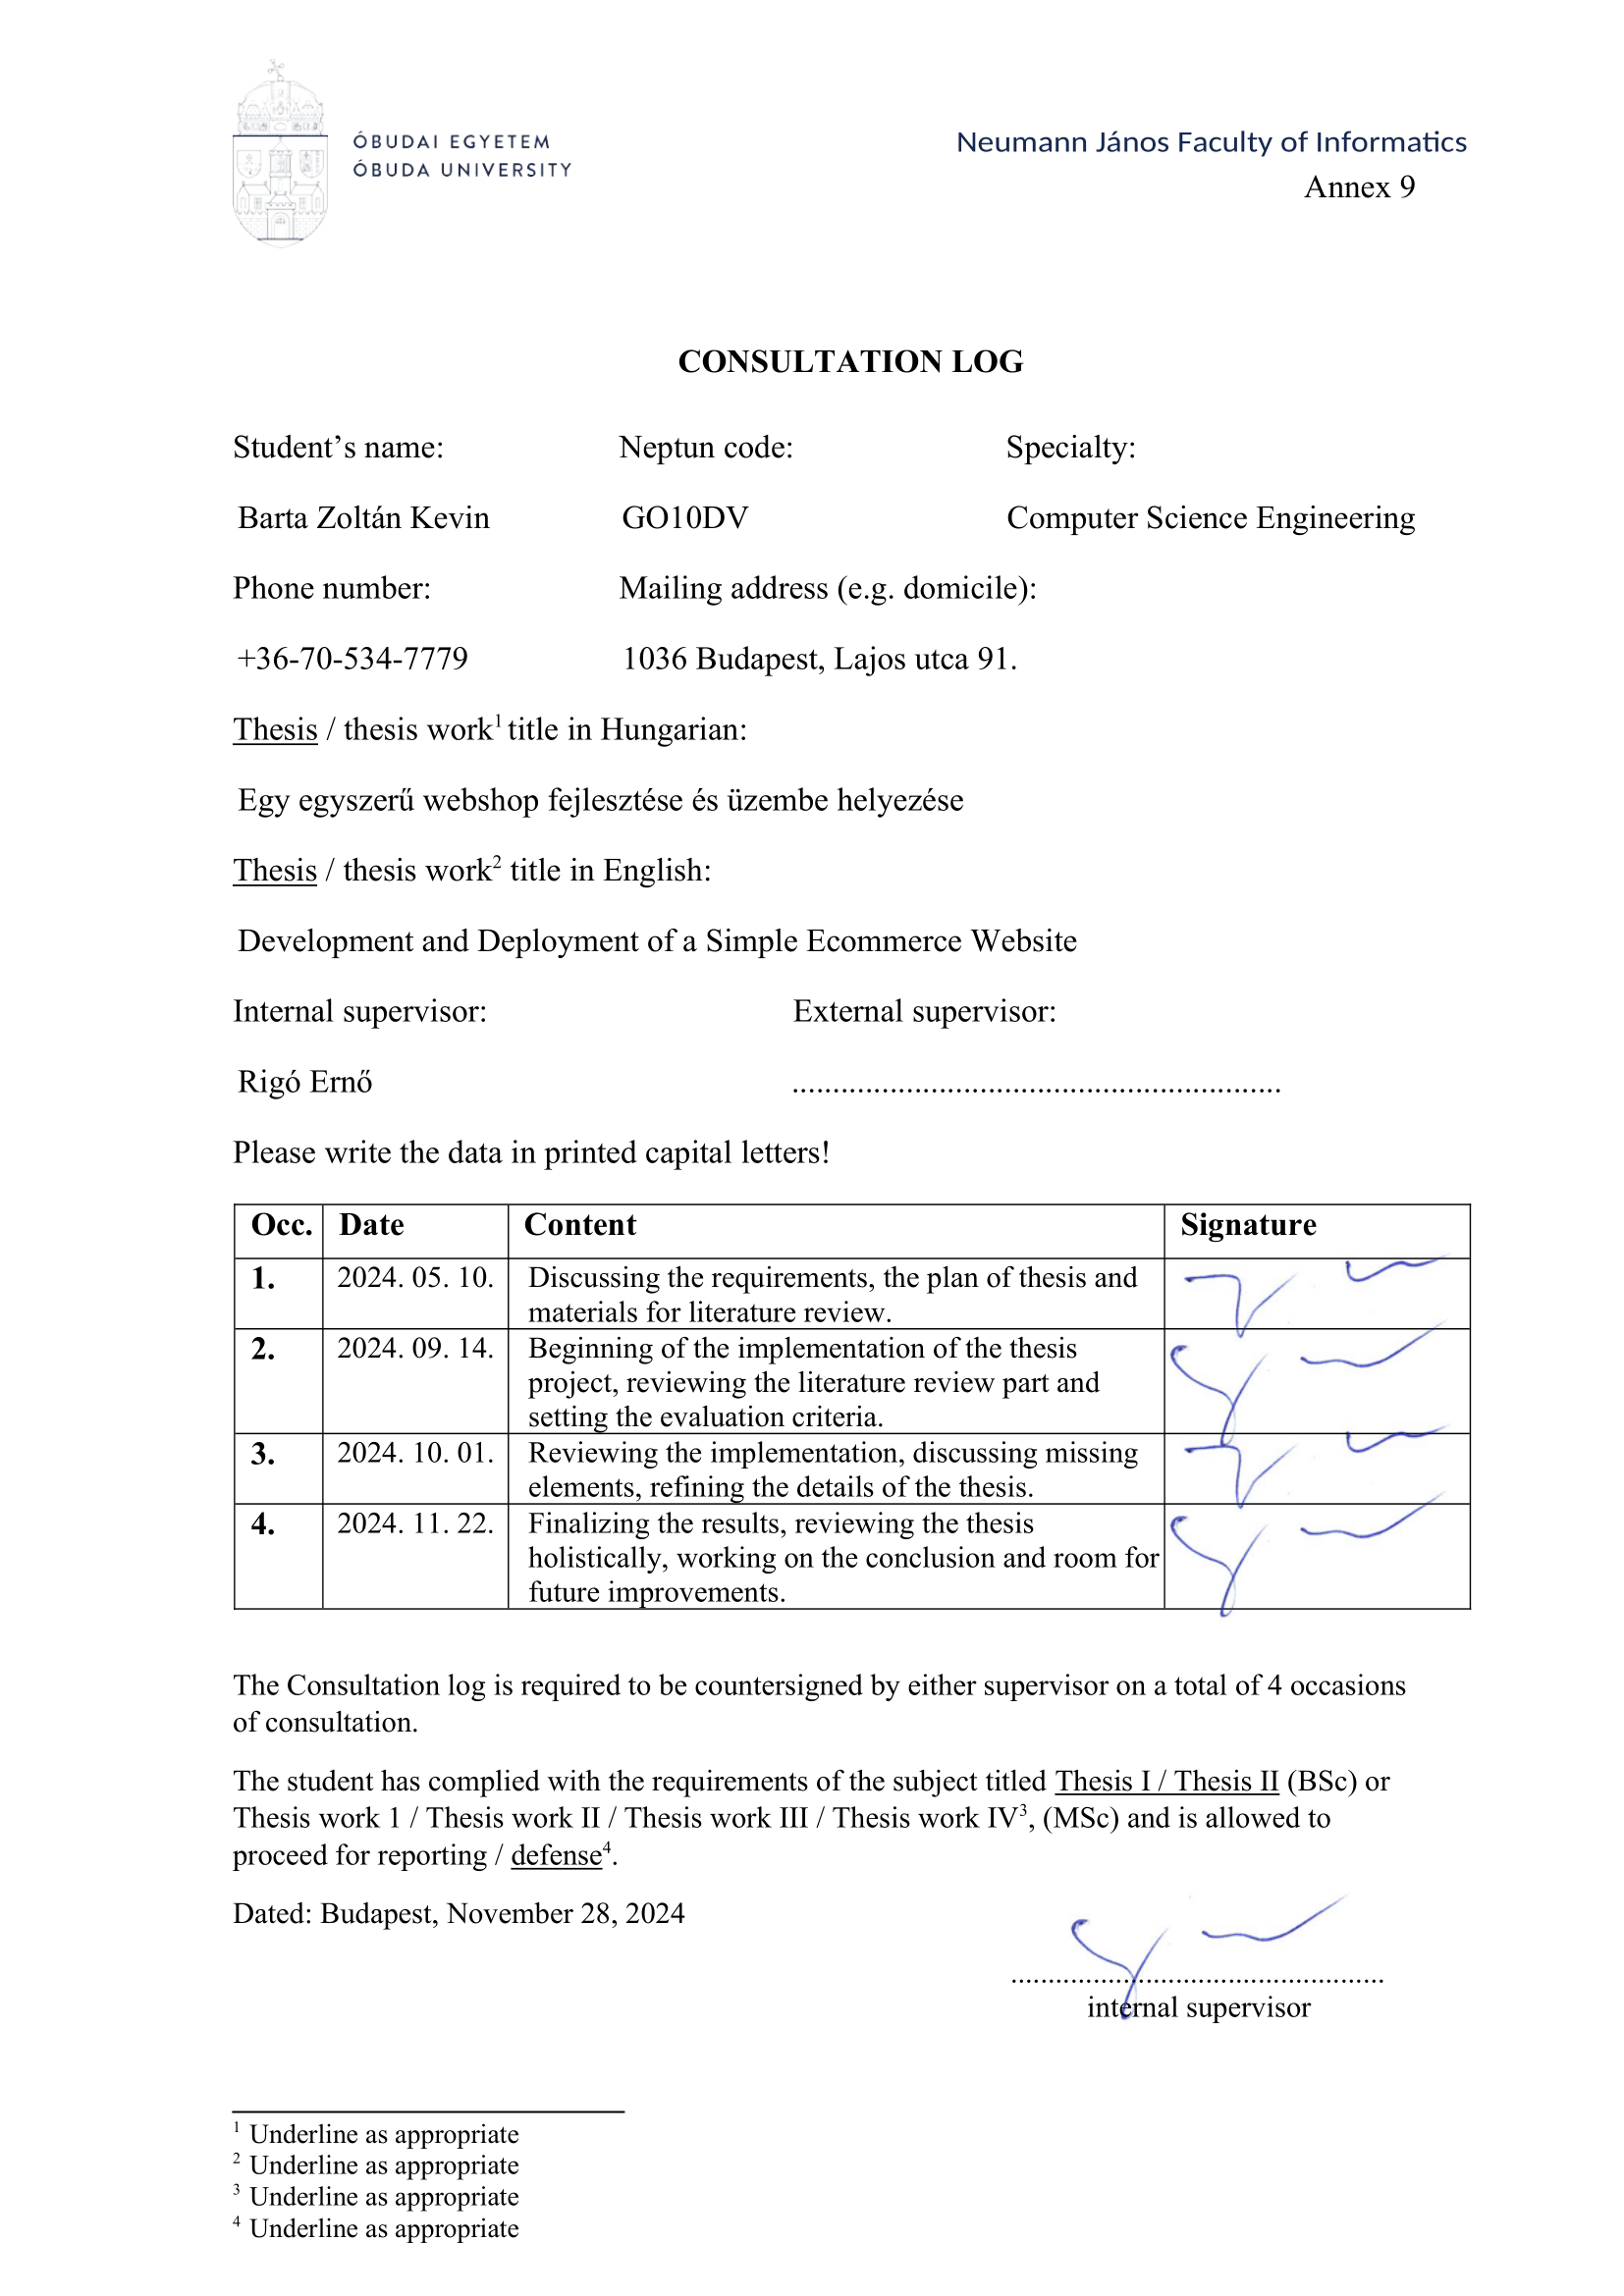 ÓBUDAI EGYETEM
ÓBUDA UNIVERSITY
Neumann János Faculty of Informatics
Annex 9
CONSULTATION LOG
Student’s name: Neptun code: Specialty:
Barta Zoltán Kevin GO10DV Computer Science Engineering
Phone number: Mailing address (e.g. domicile):
+36-70-534-7779 1036 Budapest, Lajos utca 91.
Thesis / thesis work1 title in Hungarian:
Egy egyszerű webshop fejlesztése és üzembe helyezése
Thesis / thesis work2 title in English:
Development and Deployment of a Simple Ecommerce Website
Internal supervisor: External supervisor:
Rigó Ernő ............................................................
Please write the data in printed capital letters!
Occ. Date Content Signature
1. 2024. 05. 10. Discussing the requirements, the plan of thesis and
materials for literature review.
2. 2024. 09. 14. Beginning of the implementation of the thesis
project, reviewing the literature review part and
setting the evaluation criteria.
3. 2024. 10. 01. Reviewing the implementation, discussing missing
elements, refining the details of the thesis.
4. 2024. 11. 22. Finalizing the results, reviewing the thesis
holistically, working on the conclusion and room for
future improvements.
The Consultation log is required to be countersigned by either supervisor on a total of 4 occasions
of consultation.
The student has complied with the requirements of the subject titled Thesis I / Thesis II (BSc) or
Thesis work 1 / Thesis work II / Thesis work III / Thesis work IV3, (MSc) and is allowed to
proceed for reporting / defense4.
Dated: Budapest, November 28, 2024
..................................................
internal supervisor
1 Underline as appropriate
2 Underline as appropriate
3 Underline as appropriate
4 Underline as appropriate